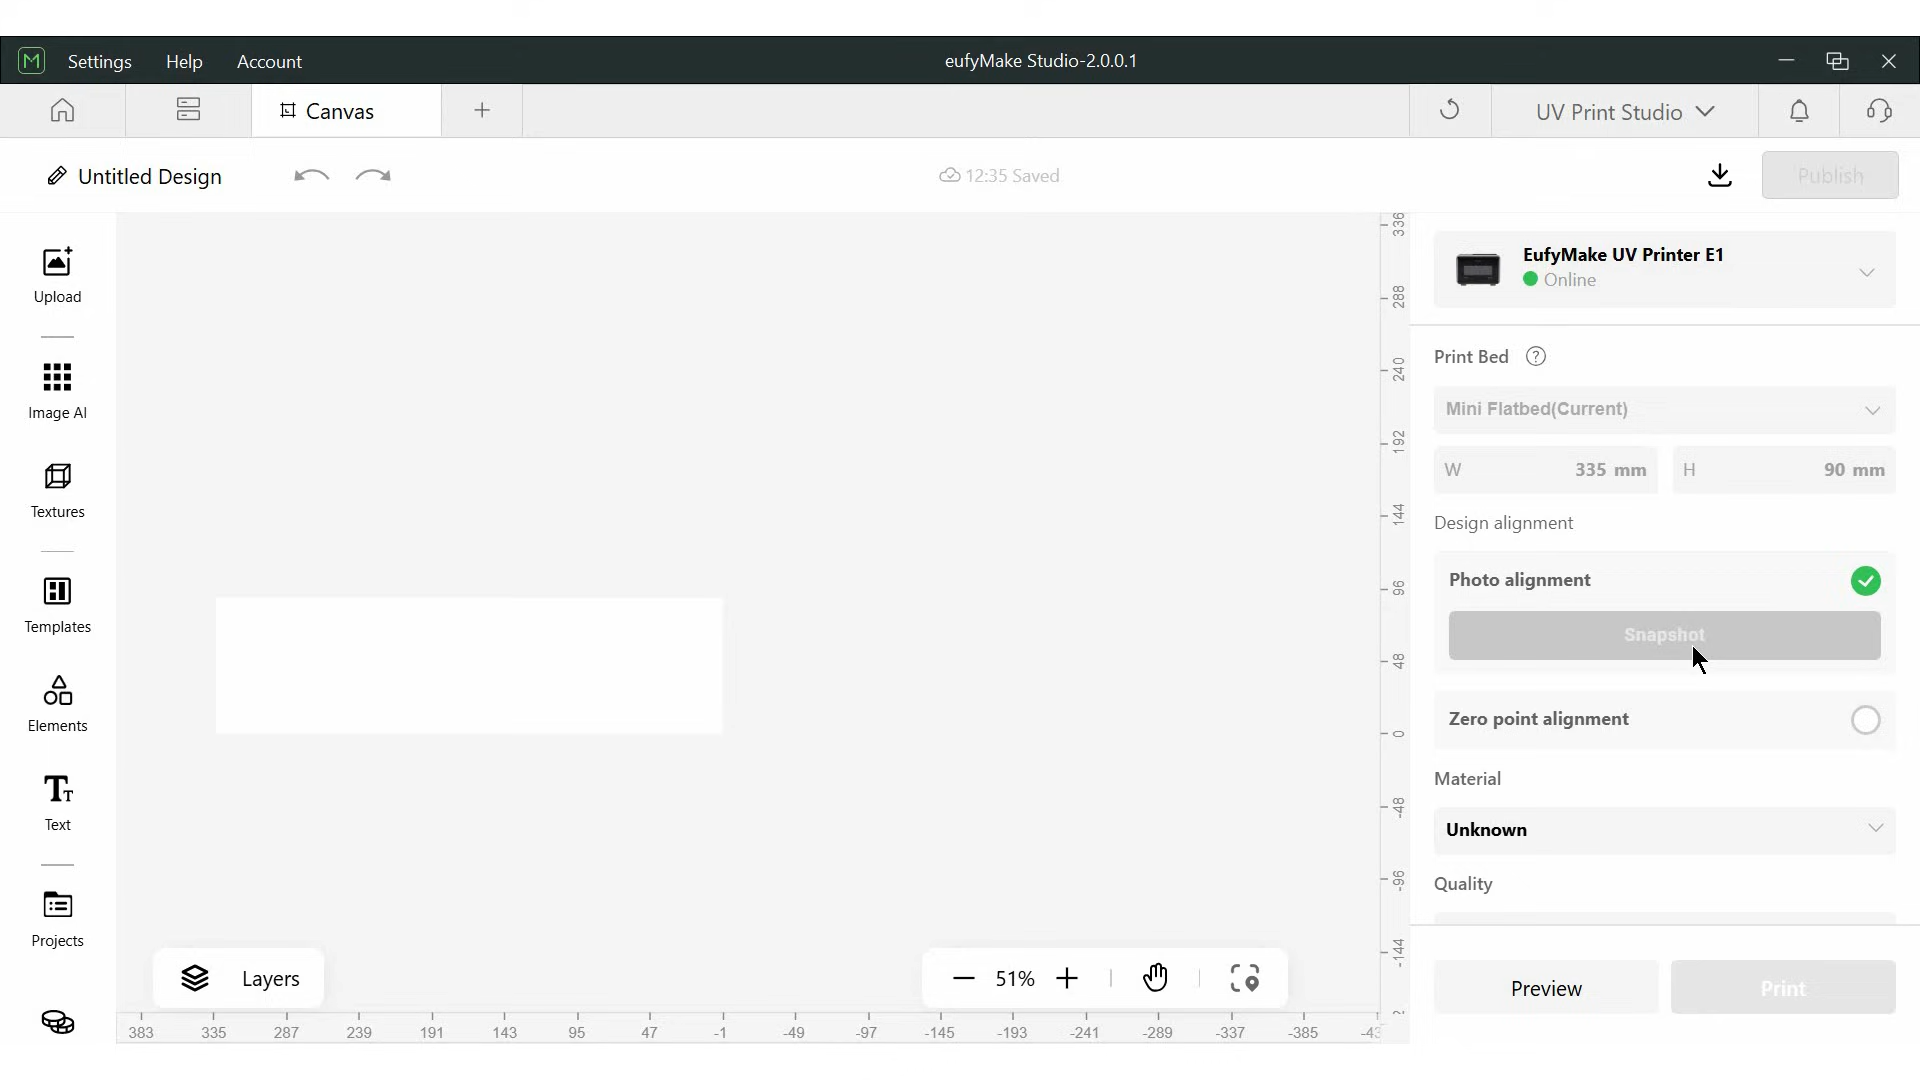 M Settings Help Account eufyMake Studio-2.0.0.1
Canvas UV Print Studio
Untitled Design 12:35 Saved Publish
Upload
Image AI
Textures
Templates
Elements
Text
Projects
Layers
51%
336
288
240
192
144
96
48
0
-48
-96
-144
383 335 287 239 191 143 95 47 -1 -49 -97 -145 -193 -241 -289 -337 -385
EufyMake UV Printer E1
Online
Print Bed ?
Mini Flatbed(Current)
W 335 mm H 90 mm
Design alignment
Photo alignment
Snapshot
Zero point alignment
Material
Unknown
Quality
Preview Print